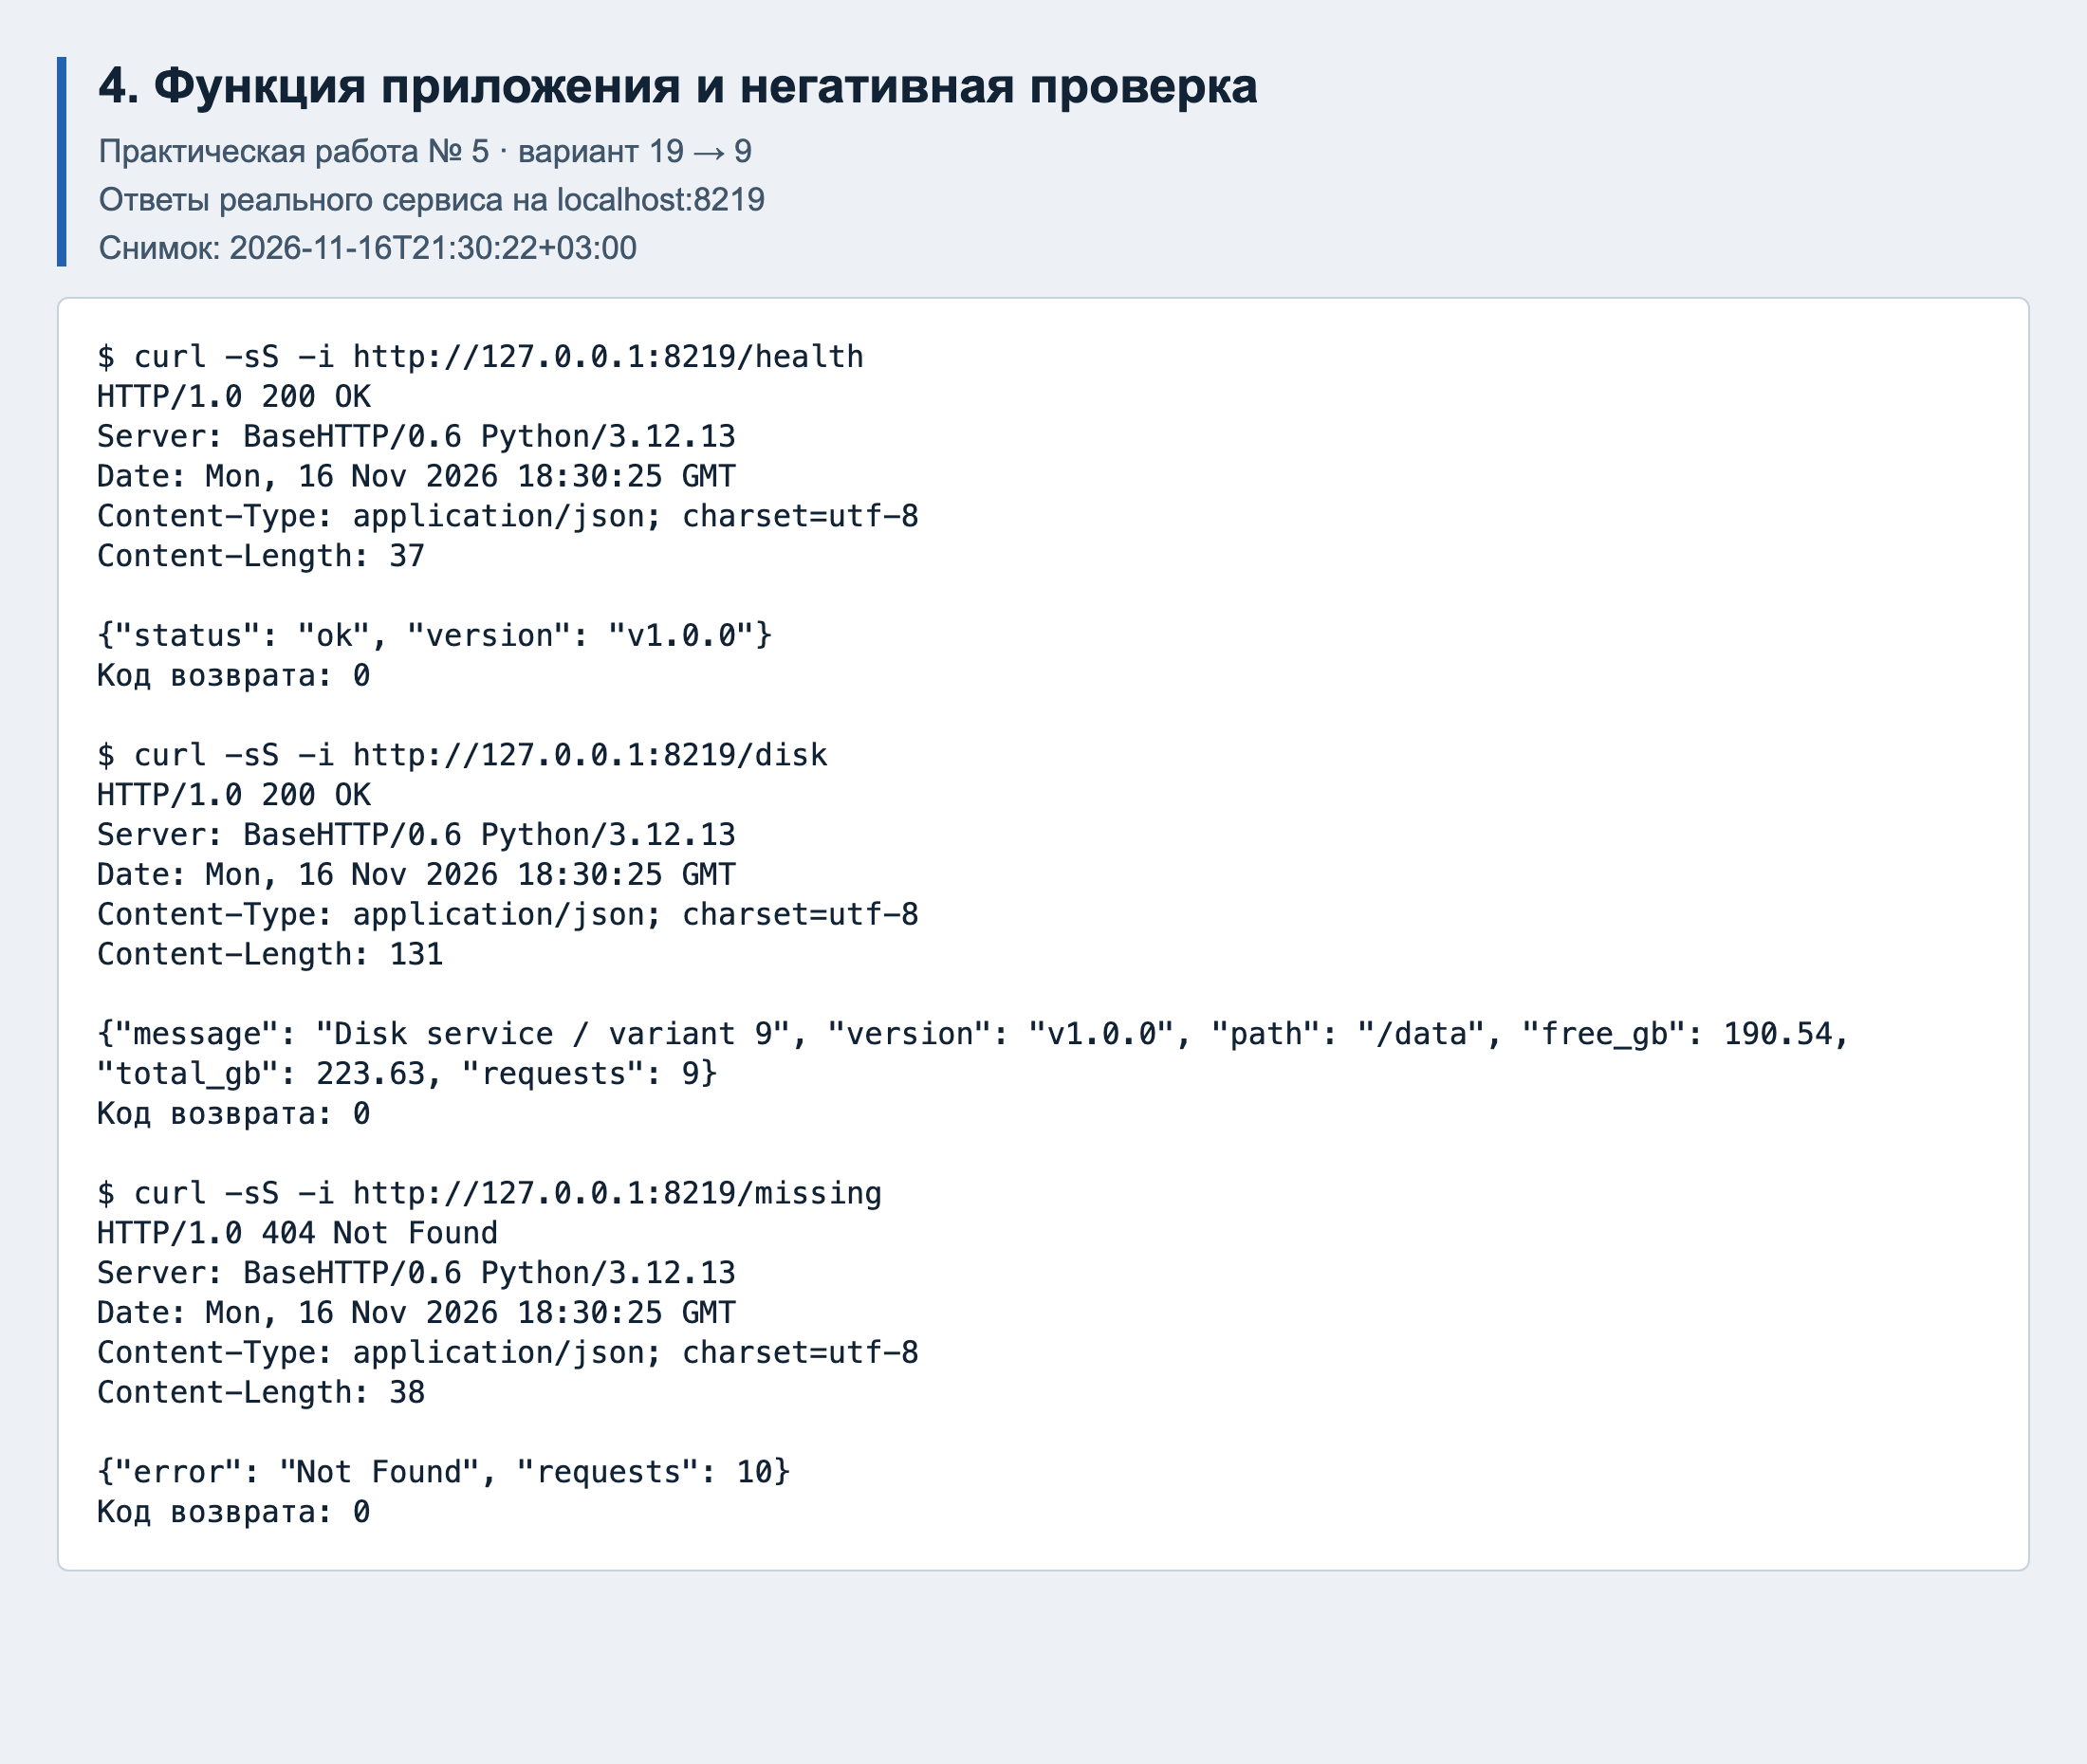 4. Функция приложения и негативная проверка
Практическая работа № 5 · вариант 19 → 9
Ответы реального сервиса на localhost:8219
Снимок: 2026-11-16T21:30:22+03:00
$ curl -sS -i http://127.0.0.1:8219/health
HTTP/1.0 200 OK
Server: BaseHTTP/0.6 Python/3.12.13
Date: Mon, 16 Nov 2026 18:30:25 GMT
Content-Type: application/json; charset=utf-8
Content-Length: 37
{"status": "ok", "version": "v1.0.0"}
Код возврата: 0
$ curl -sS -i http://127.0.0.1:8219/disk
HTTP/1.0 200 OK
Server: BaseHTTP/0.6 Python/3.12.13
Date: Mon, 16 Nov 2026 18:30:25 GMT
Content-Type: application/json; charset=utf-8
Content-Length: 131
{"message": "Disk service / variant 9", "version": "v1.0.0", "path": "/data", "free_gb": 190.54,
"total_gb": 223.63, "requests": 9}
Код возврата: 0
$ curl -sS -i http://127.0.0.1:8219/missing
HTTP/1.0 404 Not Found
Server: BaseHTTP/0.6 Python/3.12.13
Date: Mon, 16 Nov 2026 18:30:25 GMT
Content-Type: application/json; charset=utf-8
Content-Length: 38
{"error": "Not Found", "requests": 10}
Код возврата: 0